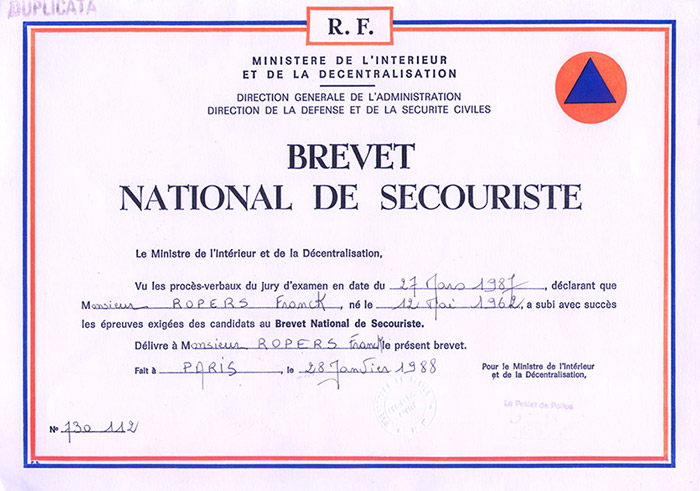 DUPLICATA
R. F.
MINISTERE DE L'INTERIEUR
ET DE LA DECENTRALISATION
DIRECTION GENERALE DE L'ADMINISTRATION
DIRECTION DE LA DEFENSE ET DE LA SECURITE CIVILES
BREVET
NATIONAL DE SECOURISTE
Le Ministre de l'Intérieur et de la Décentralisation,
Vu les procès-verbaux du jury d'examen en date du 27 Mars 1987, déclarant que
Monsieur ROPERS Franck, né le 12 Mai 1962, a subi avec succès
les épreuves exigées des candidats au Brevet National de Secouriste.
Délivre à Monsieur ROPERS Franck le présent brevet.
Fait à PARIS, le 28 Janvier 1988
Pour le Ministre de l'Intérieur
et de la Décentralisation,
Le Préfet de Police
N° 730 112